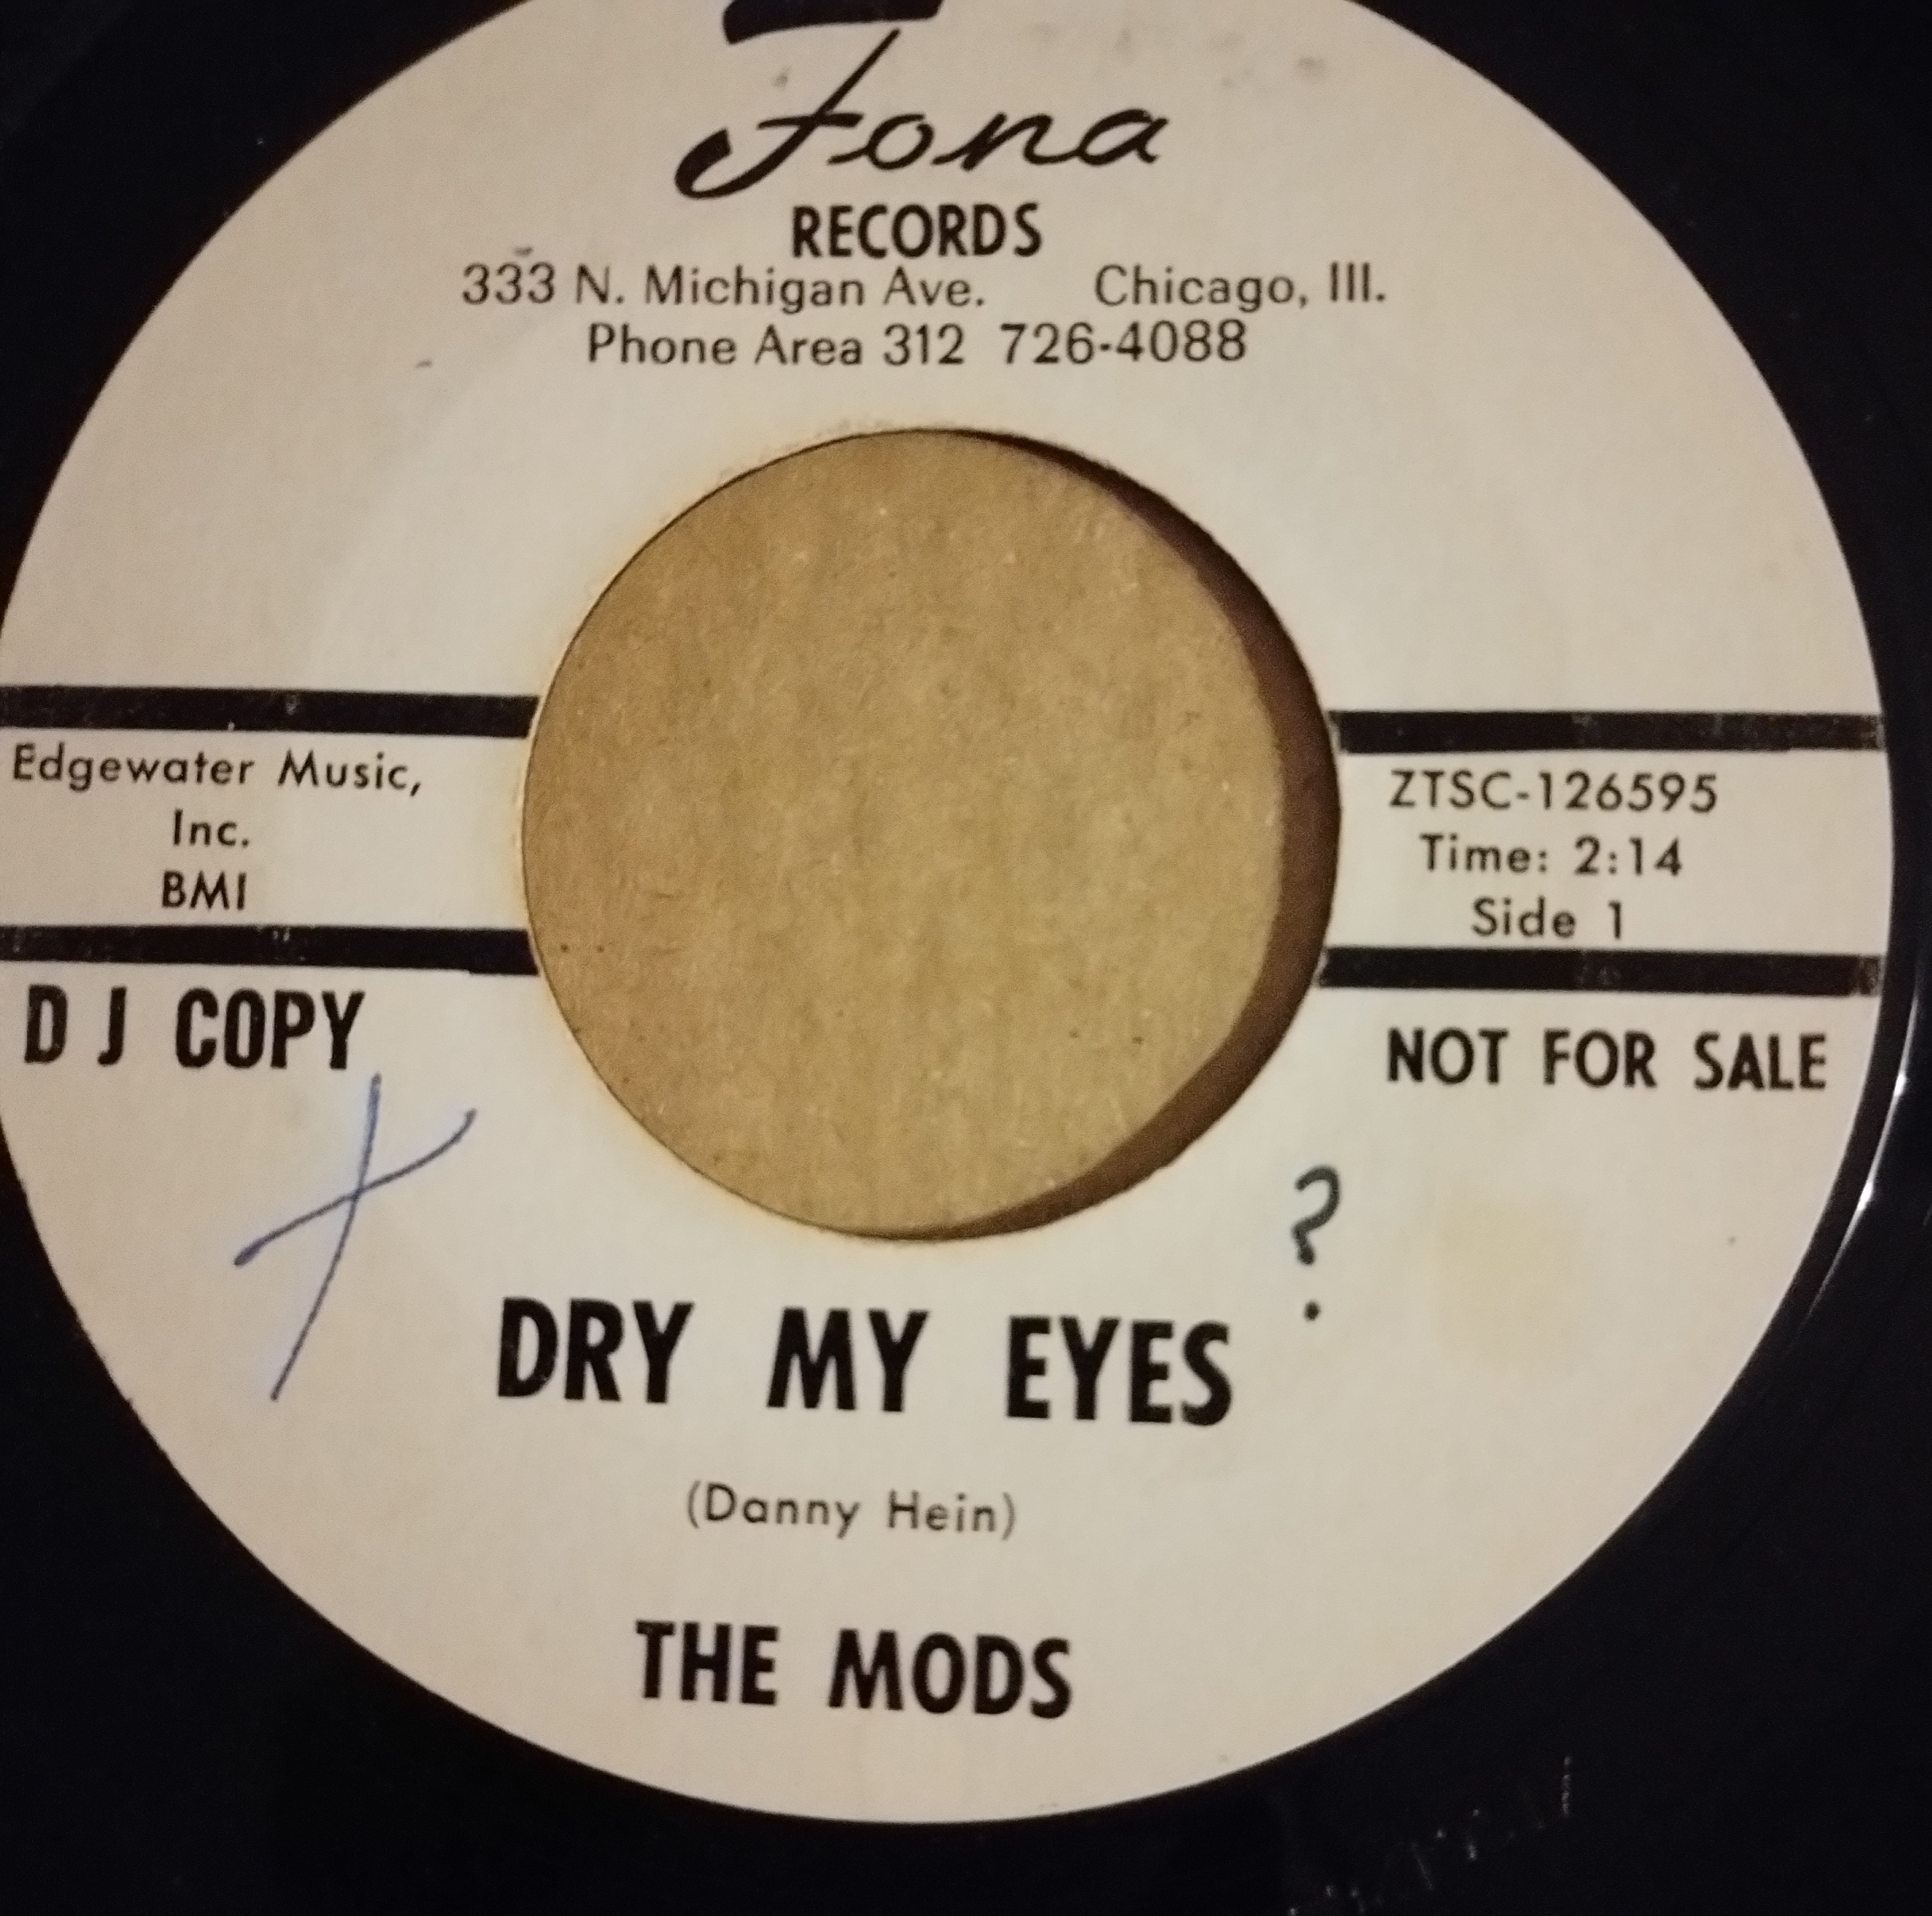 Fona
RECORDS
333 N. Michigan Ave. Chicago, Ill.
Phone Area 312 726-4088
Edgewater Music,
Inc.
BMI
ZTSC-126595
Time: 2:14
Side 1
D J COPY
NOT FOR SALE
?
DRY MY EYES
(Danny Hein)
THE MODS